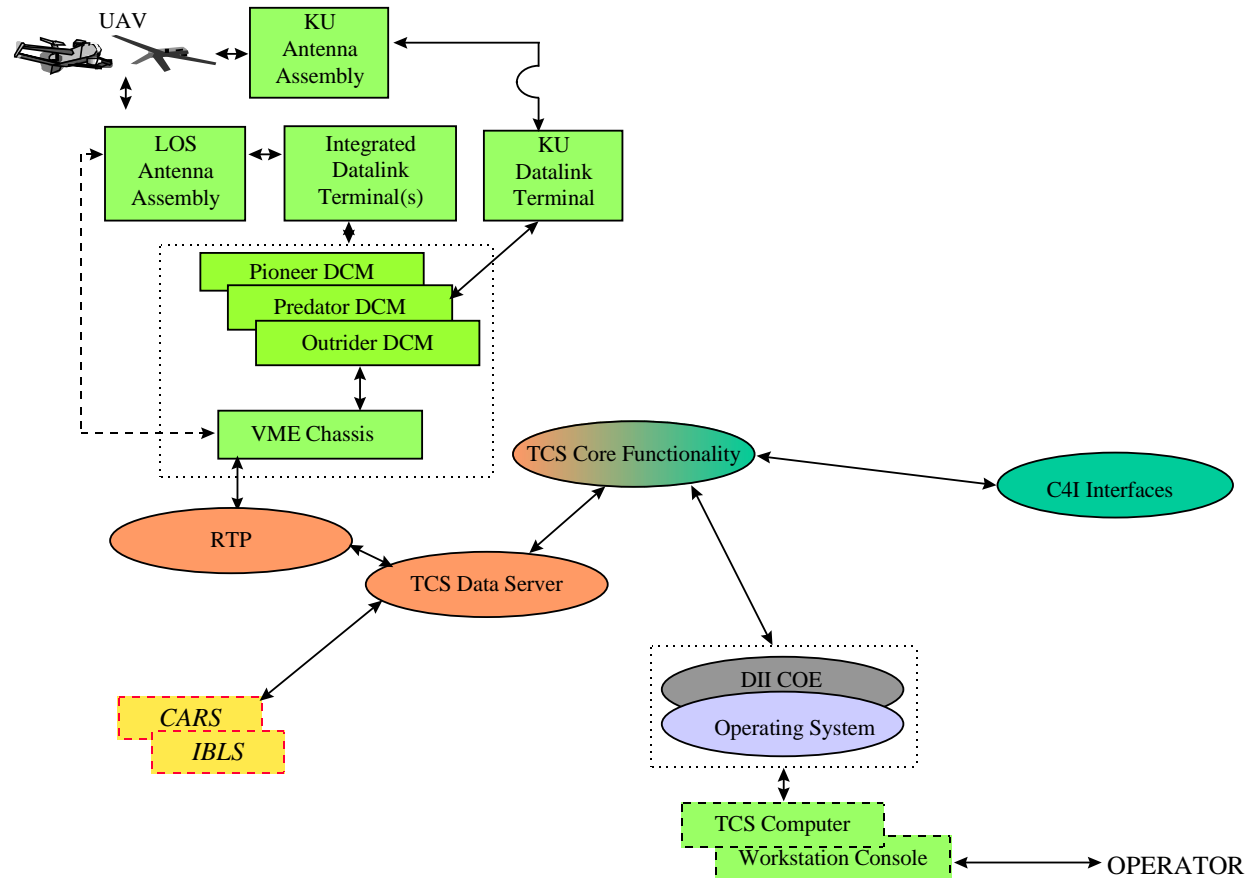 UAV
KU
Antenna
Assembly
LOS
Antenna
Assembly
Integrated
Datalink
Terminal(s)
KU
Datalink
Terminal
Pioneer DCM
Predator DCM
Outrider DCM
VME Chassis
TCS Core Functionality
C4I Interfaces
RTP
TCS Data Server
DII COE
Operating System
CARS
IBLS
TCS Computer
Workstation Console
OPERATOR